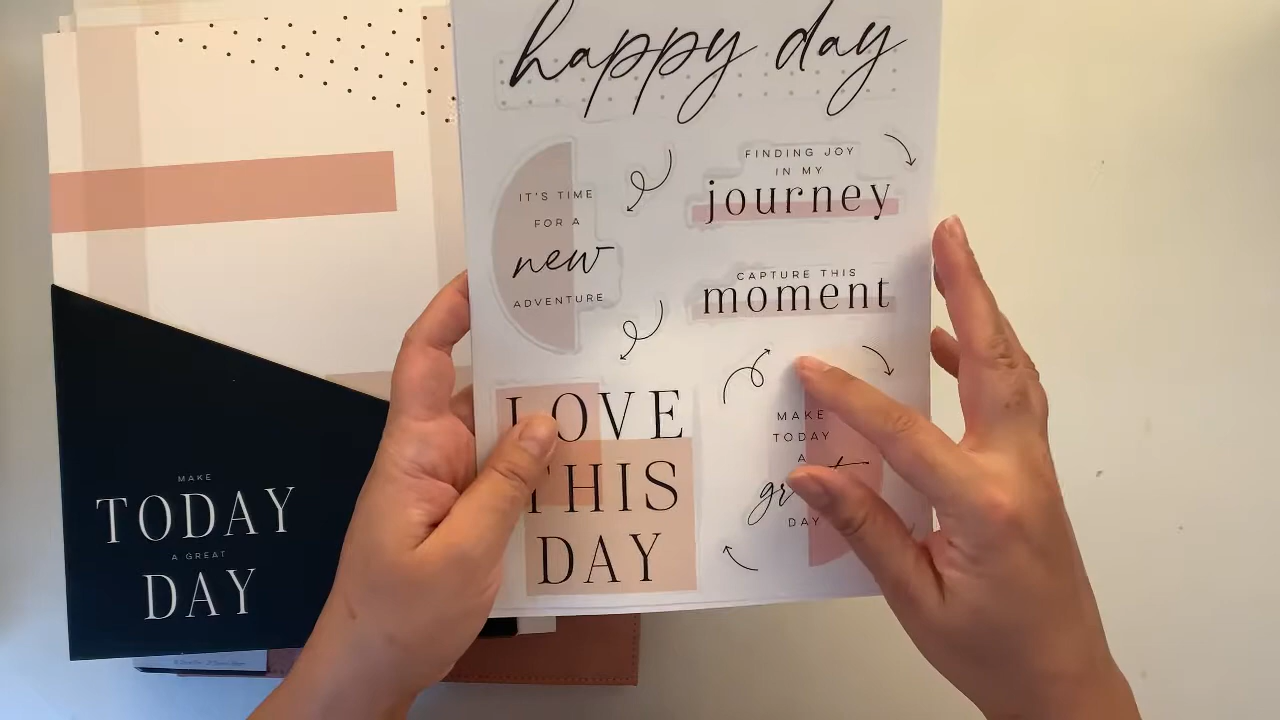 happy day
IT'S TIME
FOR A
new
ADVENTURE
FINDING JOY
IN MY
journey
CAPTURE THIS
moment
LOVE
THIS
DAY
MAKE
TODAY
A
DAY
MAKE
TODAY
A GREAT
DAY